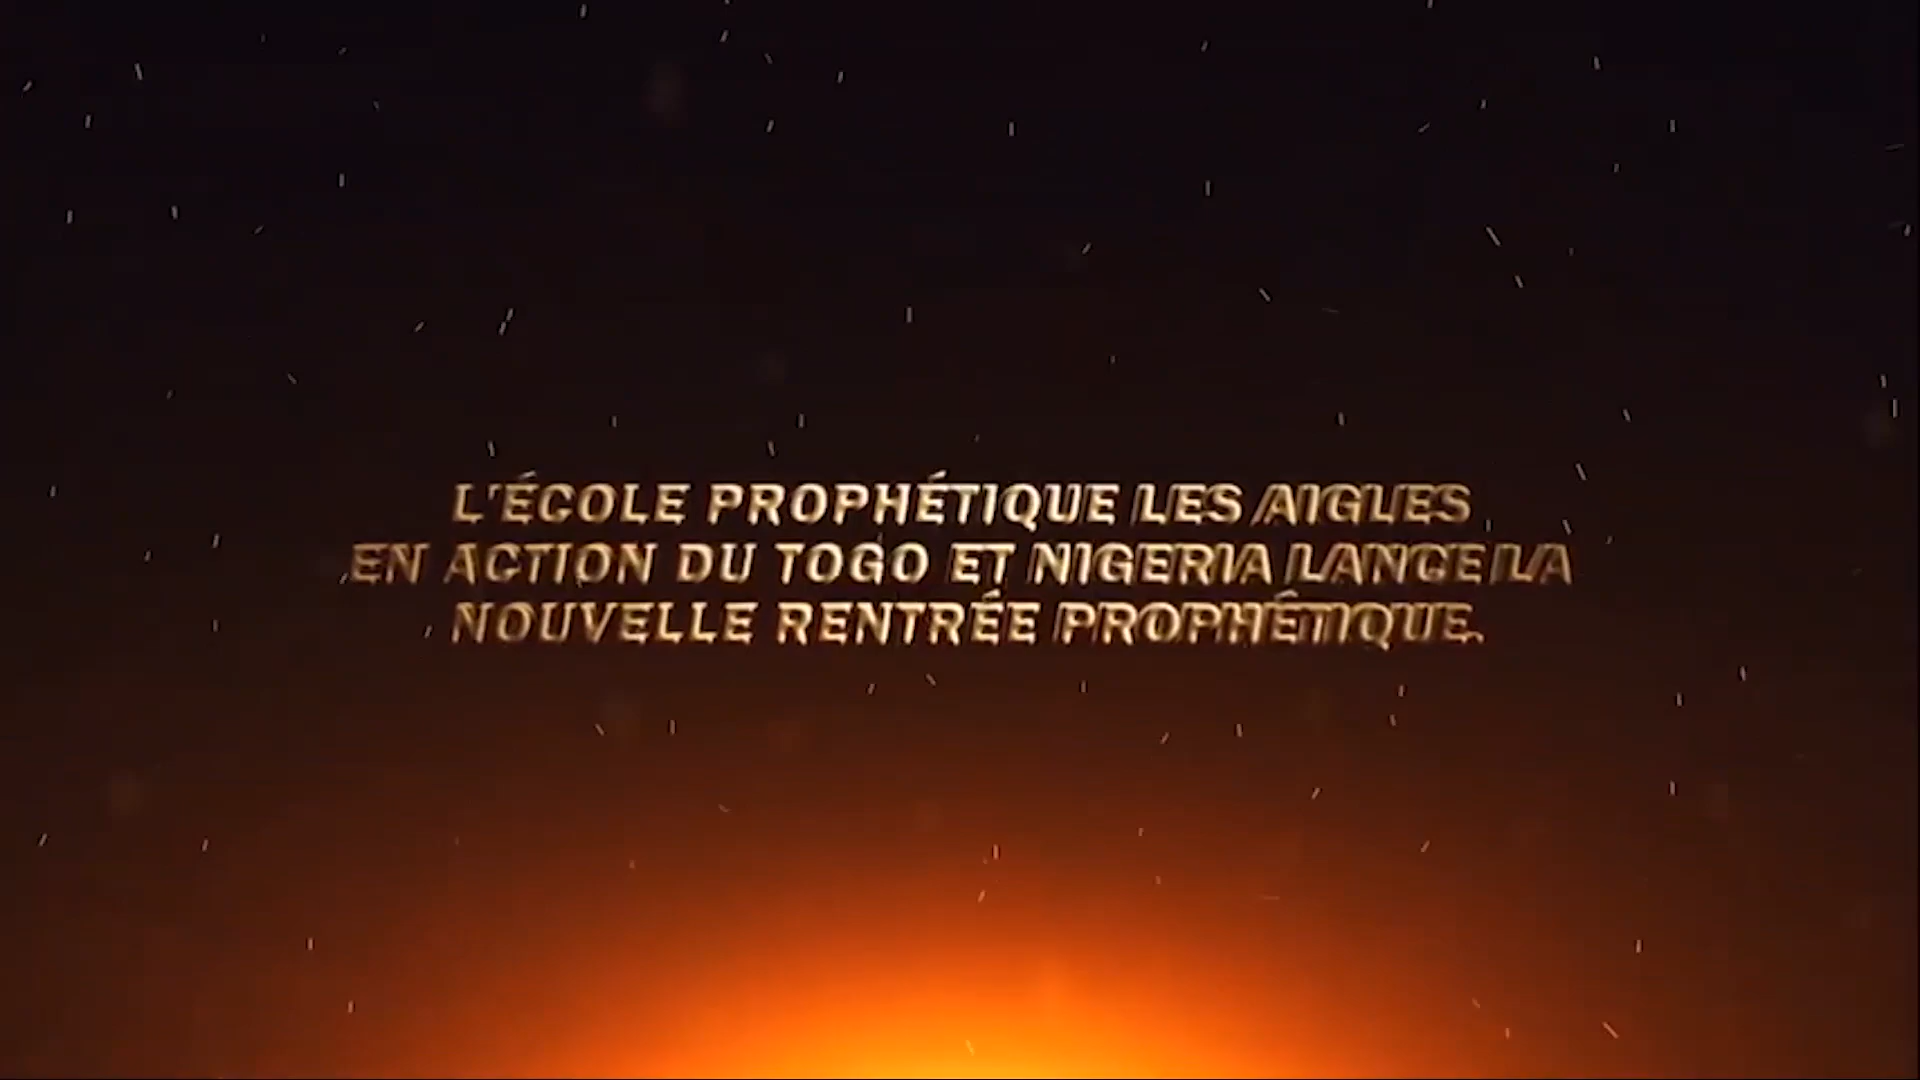 L'ÉCOLE PROPHÉTIQUE LES AIGLES
EN ACTION DU TOGO ET NIGERIA LANCE LA
NOUVELLE RENTRÉE PROPHÉTIQUE.